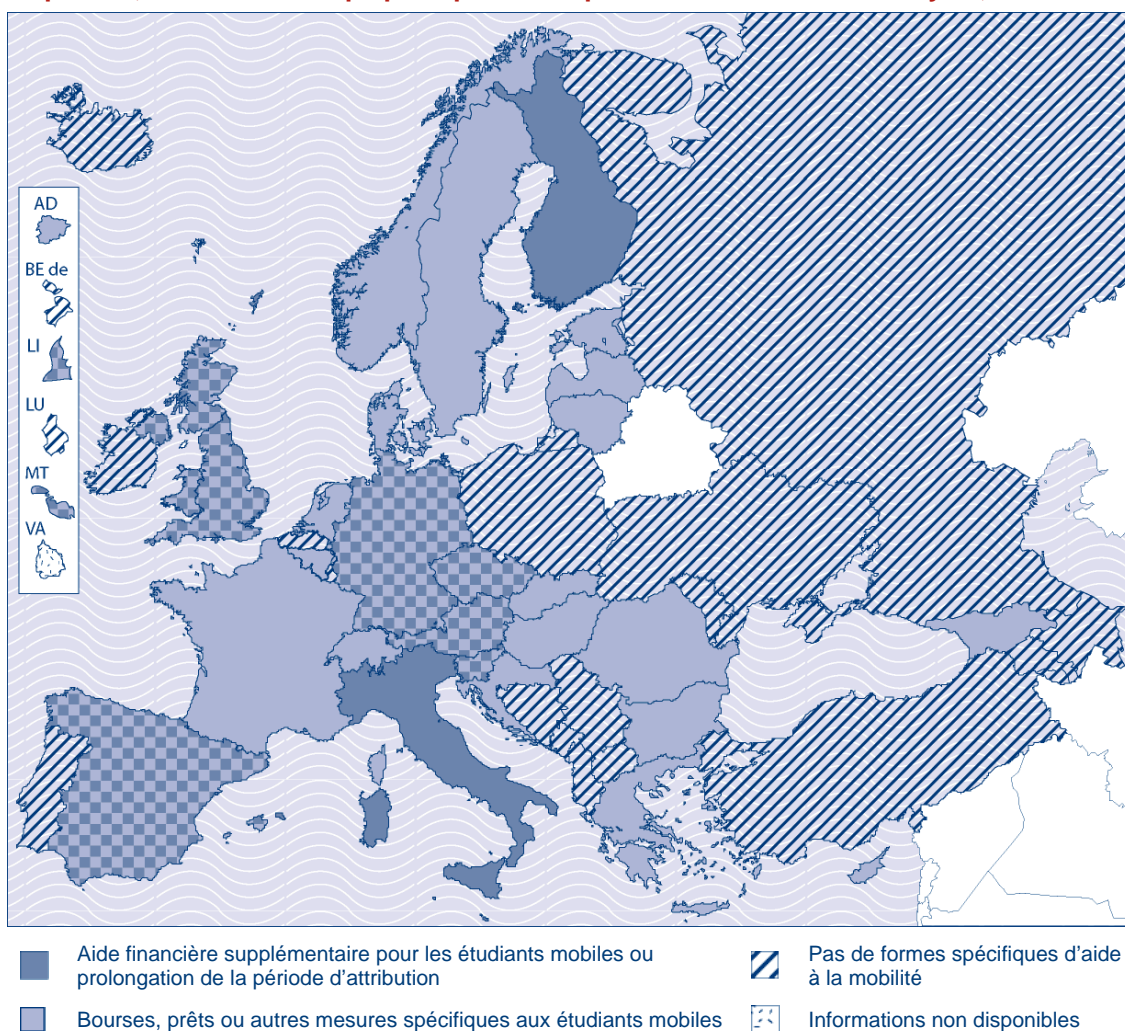 AD
BE de
LI
LU
MT
VA
Aide financière supplémentaire pour les étudiants mobiles ou
prolongation de la période d'attribution
Pas de formes spécifiques d'aide
à la mobilité
Bourses, prêts ou autres mesures spécifiques aux étudiants mobiles
Informations non disponibles